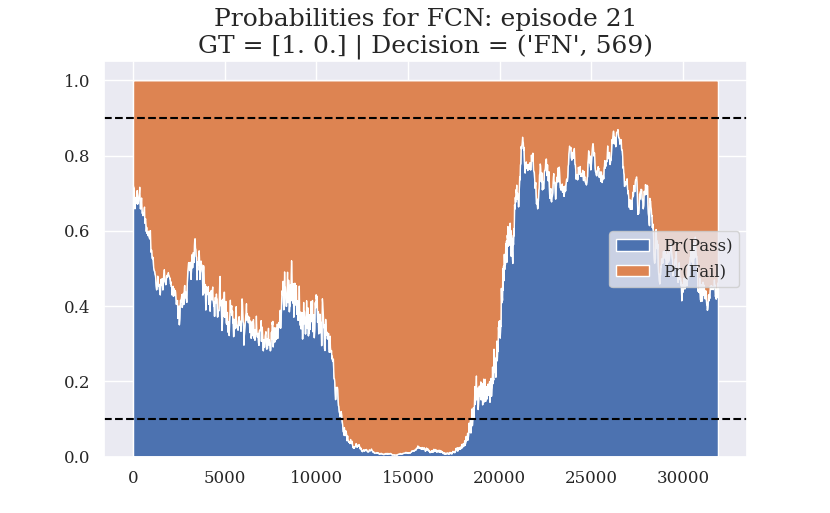 Probabilities for FCN: episode 21
GT = [1. 0.] | Decision = ('FN', 569)
1.0
0.8
0.6
0.4
0.2
0.0
Pr(Pass)
Pr(Fail)
0 5000 10000 15000 20000 25000 30000